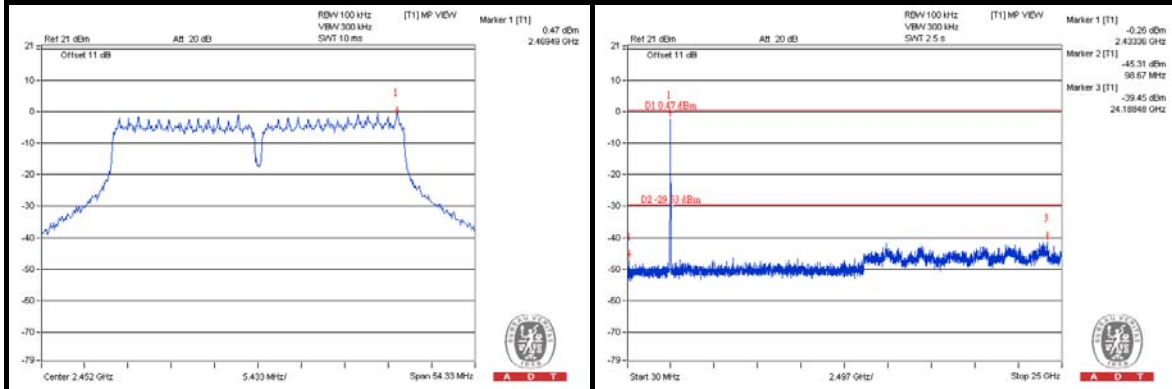 RBW 100 kHz
[T1] MP VIEW
Marker 1 [T1]
VBW 300 kHz
0.47 dBm
Ref 21 dBm
Att 20 dB
SWT 10 ms
2.46949 GHz
21
Offset 11 dB
10
1
0
-10
-20
-30
-40
-50
-60
-70
-79
Center 2.452 GHz
5.433 MHz/
Span 54.33 MHz
BUREAU VERITAS
1828
A D T
RBW 100 kHz
[T1] MP VIEW
Marker 1 [T1]
VBW 300 kHz
-0.26 dBm
Ref 21 dBm
Att 20 dB
SWT 2.5 s
2.43336 GHz
21
Offset 11 dB
Marker 2 [T1]
-45.31 dBm
98.67 MHz
Marker 3 [T1]
-39.45 dBm
24.18848 GHz
10
1
D1 0.47 dBm
0
-10
-20
D2 -29.53 dBm
-30
3
-40
-50
-60
-70
-79
Start 30 MHz
2.497 GHz/
Stop 25 GHz
BUREAU VERITAS
1828
A D T